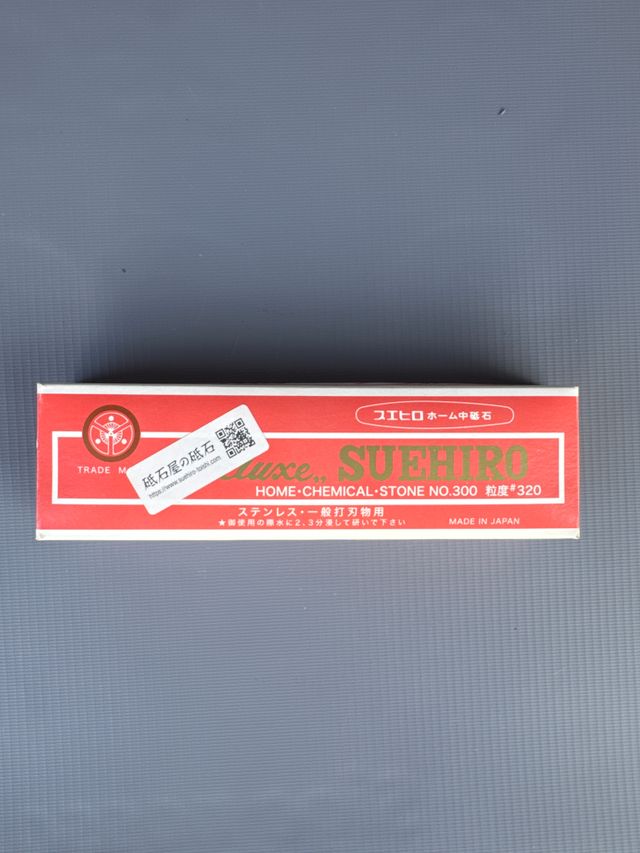 スエヒロ ホーム中砥石
TRADE M
砥石屋の砥石
https://www.suehiro-toishi.com
luxe„ SUEHIRO
HOME・CHEMICAL・STONE NO.300 粒度#320
ステンレス・一般打刃物用
★御使用の際水に2,3分浸して研いで下さい
MADE IN JAPAN